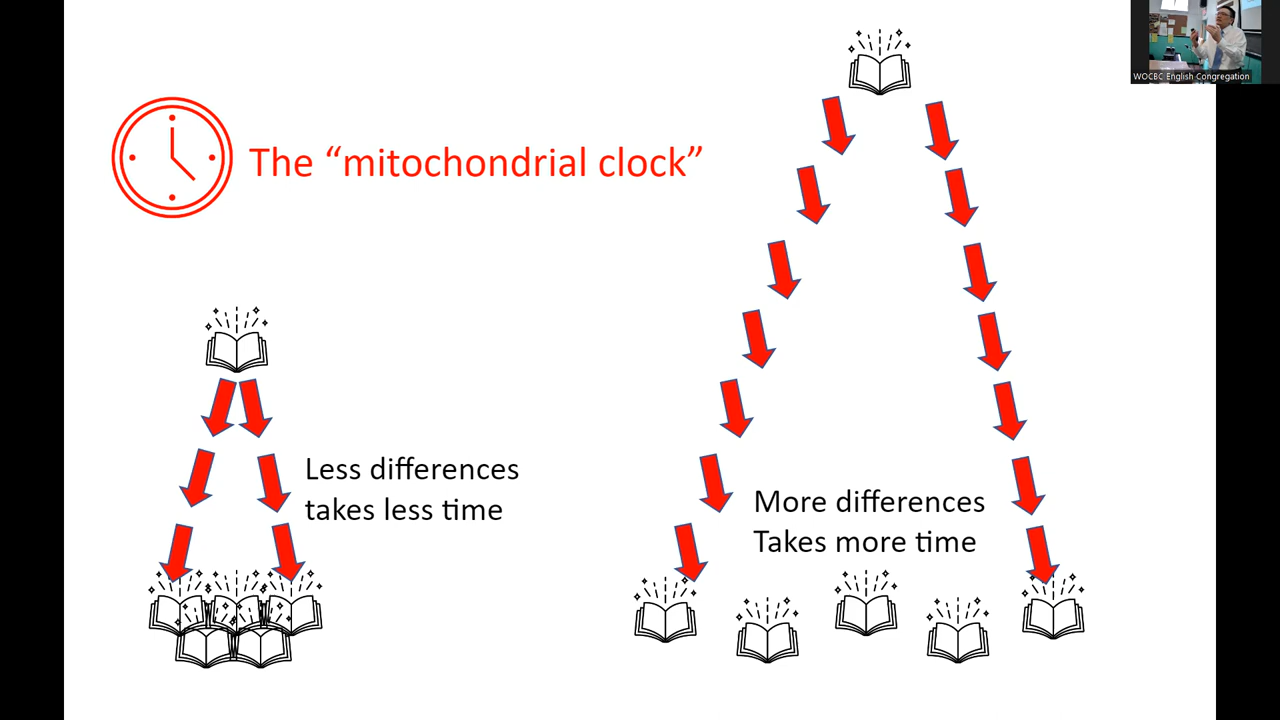 The “mitochondrial clock”
Less differences
takes less time
More differences
Takes more time
WOCBC English Congregation